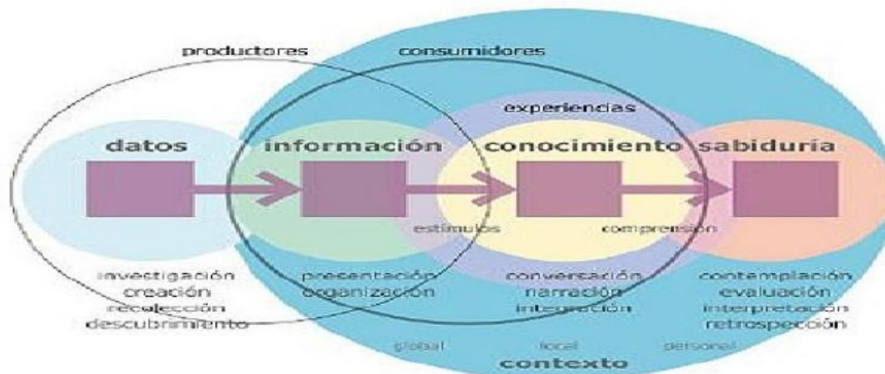 productores consumidores
experiencias
datos información conocimiento sabiduría
estímulos comprensión
investigación presentación conversación contemplación
creación organización narración evaluación
recolección integración interpretación
descubrimiento retrospección
global local personal
contexto